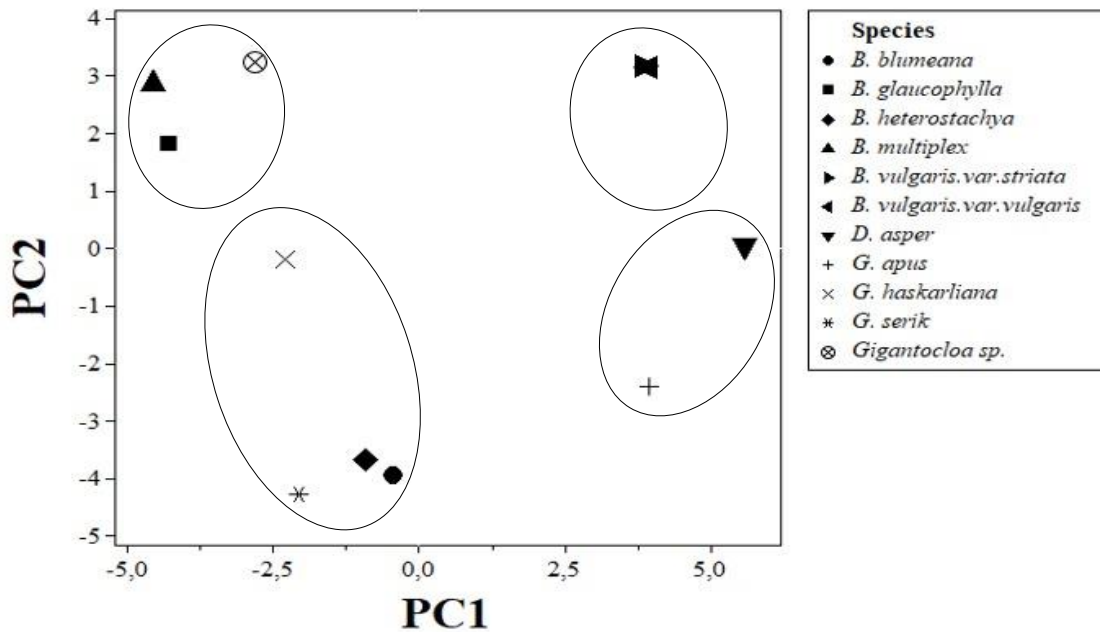 4
3
2
1
0
-1
-2
-3
-4
-5
PC2
-5,0
-2,5
0,0
2,5
5,0
PC1
Species
B. blumeana
B. glaucophylla
B. heterostachya
B. multiplex
B. vulgaris.var.striata
B. vulgaris.var.vulgaris
D. asper
G. apus
G. haskarliana
G. serik
Gigantocloa sp.